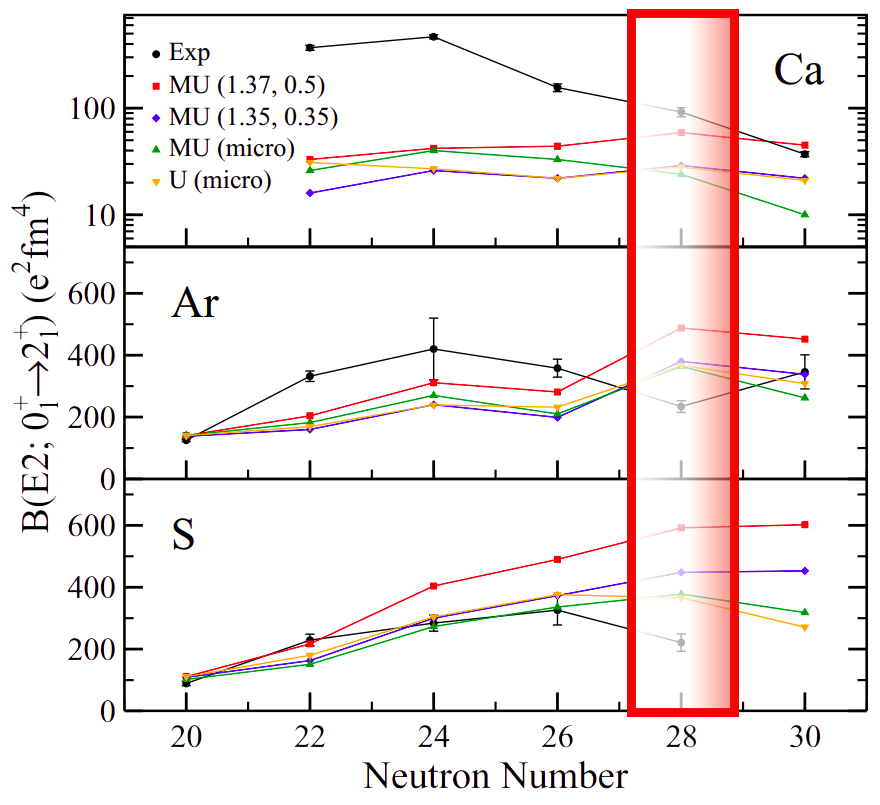 Exp
MU (1.37, 0.5)
MU (1.35, 0.35)
MU (micro)
U (micro)
Ca
100
10
Ar
600
400
200
0
S
600
400
200
0
20 22 24 26 28 30
Neutron Number
B(E2; 0₁⁺→2₁⁺) (e²fm⁴)